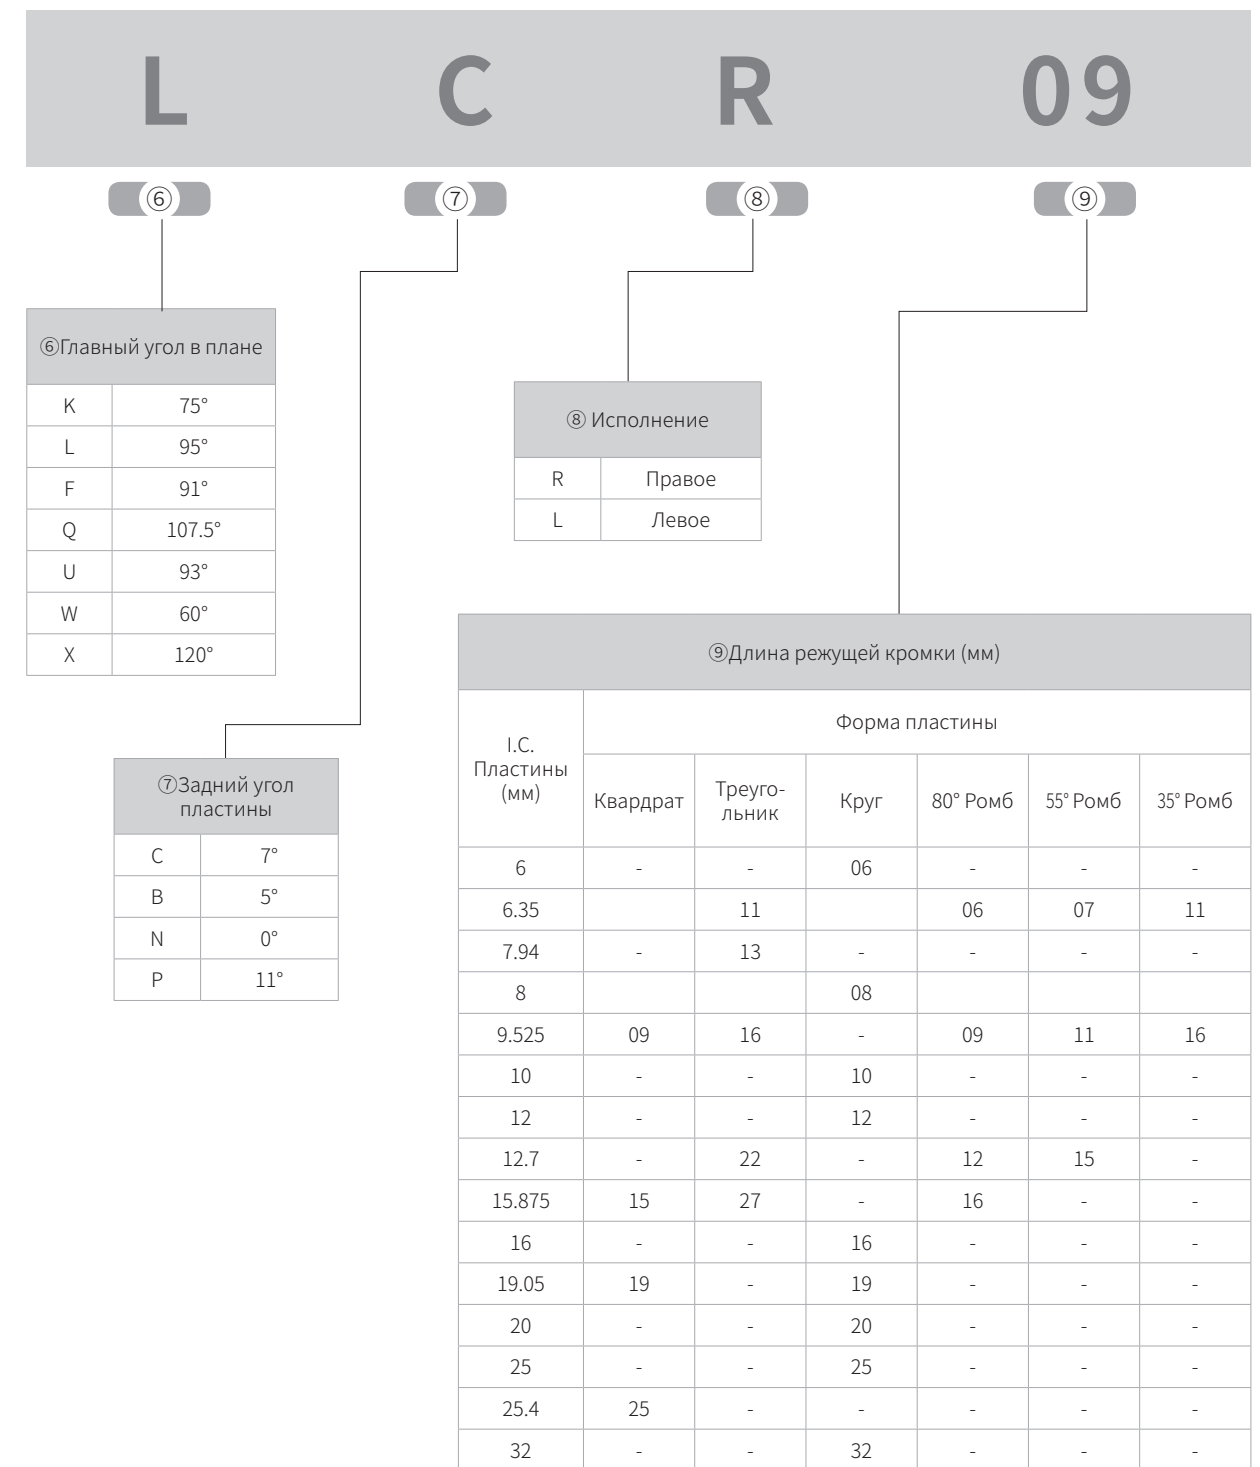 L C R 09
⑥ ⑦ ⑧ ⑨
⑥Главный угол в плане
K 75°
L 95°
F 91°
Q 107.5°
U 93°
W 60°
X 120°
⑧ Исполнение
R Правое
L Левое
⑦Задний угол
пластины
C 7°
B 5°
N 0°
P 11°
⑨Длина режущей кромки (мм)
I.C.
Пластины
(мм)
Форма пластины
Квардрат
Треуго-
льник
Круг
80° Ромб
55° Ромб
35° Ромб
6 - - 06 - - -
6.35 11 06 07 11
7.94 - 13 - - - -
8 08
9.525 09 16 - 09 11 16
10 - - 10 - - -
12 - - 12 - - -
12.7 - 22 - 12 15 -
15.875 15 27 - 16 - -
16 - - 16 - - -
19.05 19 - 19 - - -
20 - - 20 - - -
25 - - 25 - - -
25.4 25 - - - - -
32 - - 32 - - -